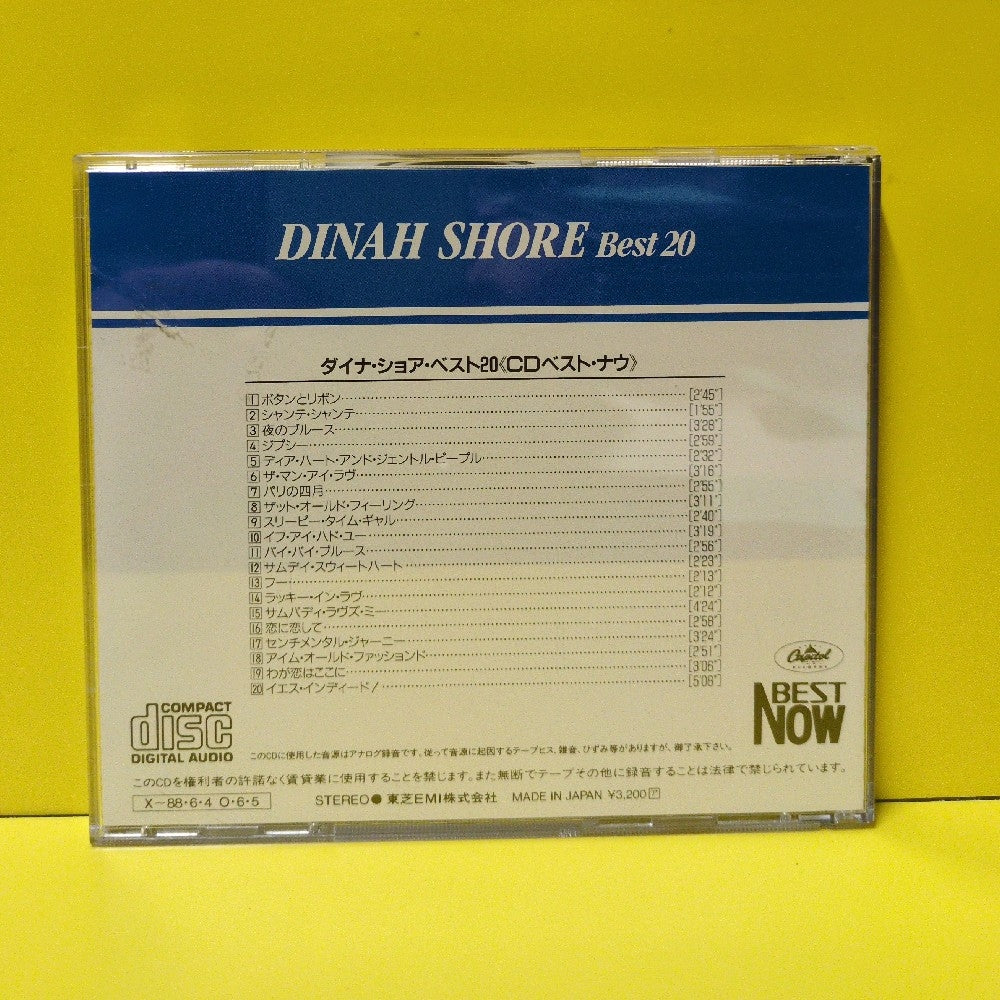 DINAH SHORE Best 20
ダイナ・ショア・ベスト20《CDベスト・ナウ》
1 ボタンとリボン [2'45"]
2 シャンテ・シャンテ [1'55"]
3 夜のブルース [3'28"]
4 ジプシー [2'59"]
5 ディア・ハート・アンド・ジェントル・ピープル [2'32"]
6 ザ・マン・アイ・ラヴ [3'16"]
7 パリの四月 [2'55"]
8 ザット・オールド・フィーリング [3'11"]
9 スリーピー・タイム・ギャル [2'40"]
10 イフ・アイ・ハド・ユー [3'19"]
11 バイ・バイ・ブルース [2'56"]
12 サムデイ・スウィートハート [2'23"]
13 フー [2'13"]
14 ラッキー・イン・ラヴ [2'12"]
15 サムバディ・ラヴズ・ミー [4'24"]
16 恋に恋して [2'58"]
17 センチメンタル・ジャーニー [3'24"]
18 アイム・オールド・ファッションド [2'51"]
19 わが恋はここに [3'06"]
20 イエス・インディード! [5'08"]
Capitol
RECORDS
BEST
NOW
COMPACT
disc
DIGITAL AUDIO
このCDに使用した音源はアナログ録音です。従って音源に起因するテープヒス、雑音、ひずみ等がありますが、御了承下さい。
このCDを権利者の許諾なく賃貸業に使用することを禁じます。また無断でテープその他に録音することは法律で禁じられています。
X-88・6・4 O・6・5 STEREO● 東芝EMI株式会社 MADE IN JAPAN ¥3,200 ア